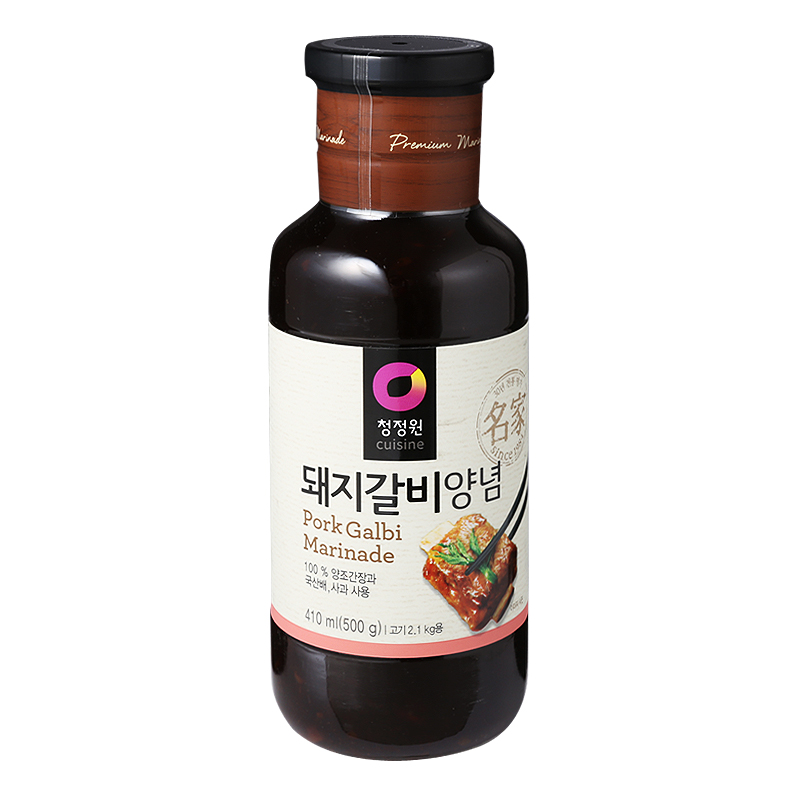 Marinade
Premium Mari
청정원
cuisine
名家
since
돼지갈비양념
Pork Galbi
Marinade
100 % 양조간장과
국산배, 사과 사용
410 ml(500 g) | 고기 2.1 kg용